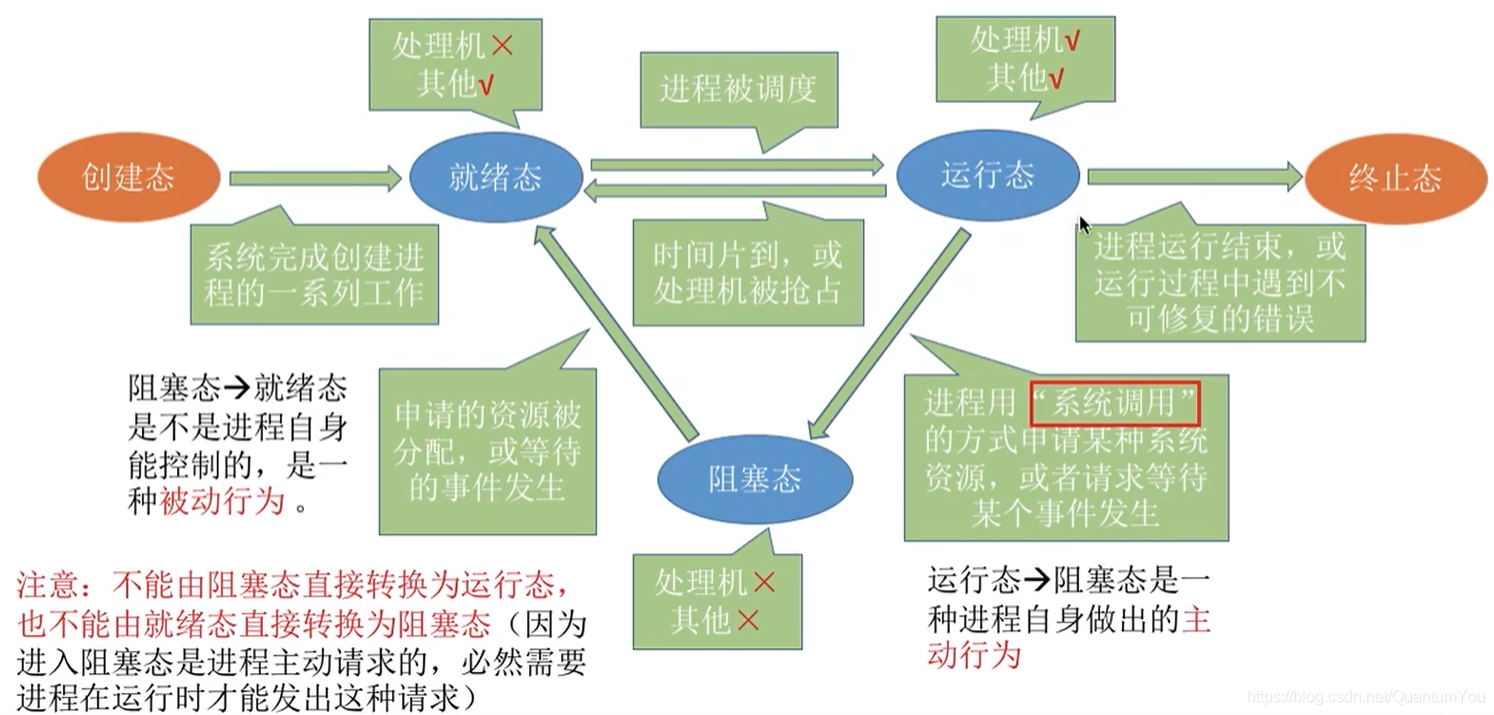 处理机×
其他√
进程被调度
处理机√
其他√
创建态
就绪态
运行态
终止态
系统完成创建进
程的一系列工作
时间片到，或
处理机被抢占
进程运行结束，或
运行过程中遇到不
可修复的错误
阻塞态→就绪态
是不是进程自身
能控制的，是一
种被动行为。
申请的资源被
分配，或等待
的事件发生
阻塞态
进程用“系统调用”
的方式申请某种系统
资源，或者请求等待
某个事件发生
处理机×
其他×
注意：不能由阻塞态直接转换为运行态，
也不能由就绪态直接转换为阻塞态（因为
进入阻塞态是进程主动请求的，必然需要
进程在运行时才能发出这种请求）
运行态→阻塞态是一
种进程自身做出的主
动行为
https://blog.csdn.net/QuantumYou